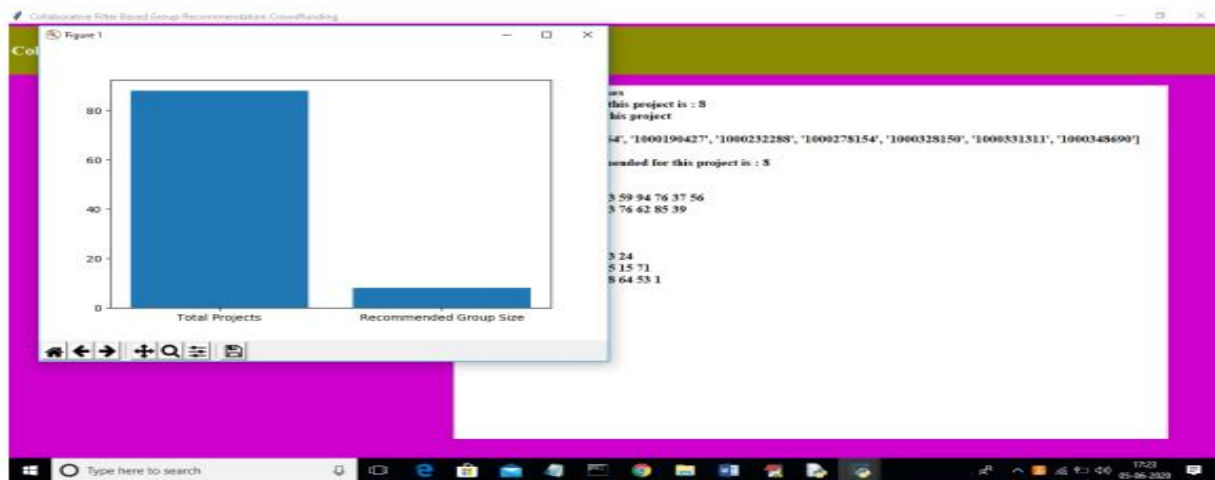 Collaborative Filter Based Group Recommendation Crowdfunding
Figure 1
Col
80
60
40
20
0
Total Projects
Recommended Group Size
this project is : 8
his project
'1000190427', '1000232288', '1000278154', '1000328150', '1000331311', '1000348690']
for this project is : 8
3 59 94 76 37 56
3 76 62 85 39
3 24
5 15 71
8 64 53 1
Type here to search
17:23
05-06-2020